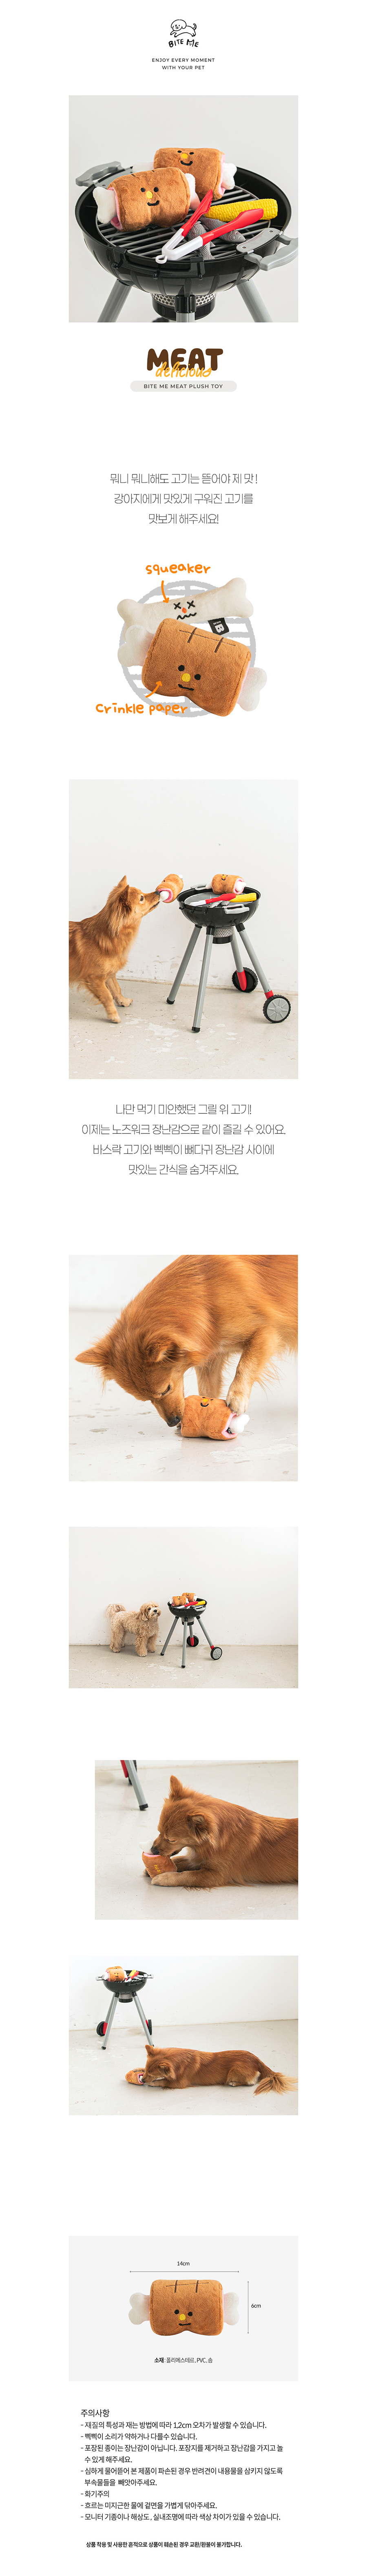 BITE ME
ENJOY EVERY MOMENT
WITH YOUR PET
MEAT
delicious
BITE ME MEAT PLUSH TOY
뭐니 뭐니해도 고기는 뜯어야 제 맛!
강아지에게 맛있게 구워진 고기를
맛보게 해주세요!
squeaker
B
Crinkle paper
나만 먹기 미안했던 그릴 위 고기!
이제는 노즈워크 장난감으로 같이 즐길 수 있어요.
바스락 고기와 삑삑이 뼈다귀 장난감 사이에
맛있는 간식을 숨겨주세요.
14cm
6cm
소재 : 폴리에스테르, PVC, 솜
주의사항
- 재질의 특성과 재는 방법에 따라 1,2cm 오차가 발생할 수 있습니다.
- 삑삑이 소리가 약하거나 다를수 있습니다.
- 포장된 종이는 장난감이 아닙니다. 포장지를 제거하고 장난감을 가지고 놀
수 있게 해주세요.
- 심하게 물어뜯어 본 제품이 파손된 경우 반려견이 내용물을 삼키지 않도록
부속물들을 빼앗아주세요.
- 화기주의
- 흐르는 미지근한 물에 겉면을 가볍게 닦아주세요.
- 모니터 기종이나 해상도, 실내조명에 따라 색상 차이가 있을 수 있습니다.
상품 착용 및 사용한 흔적으로 상품이 훼손된 경우 교환/환불이 불가합니다.